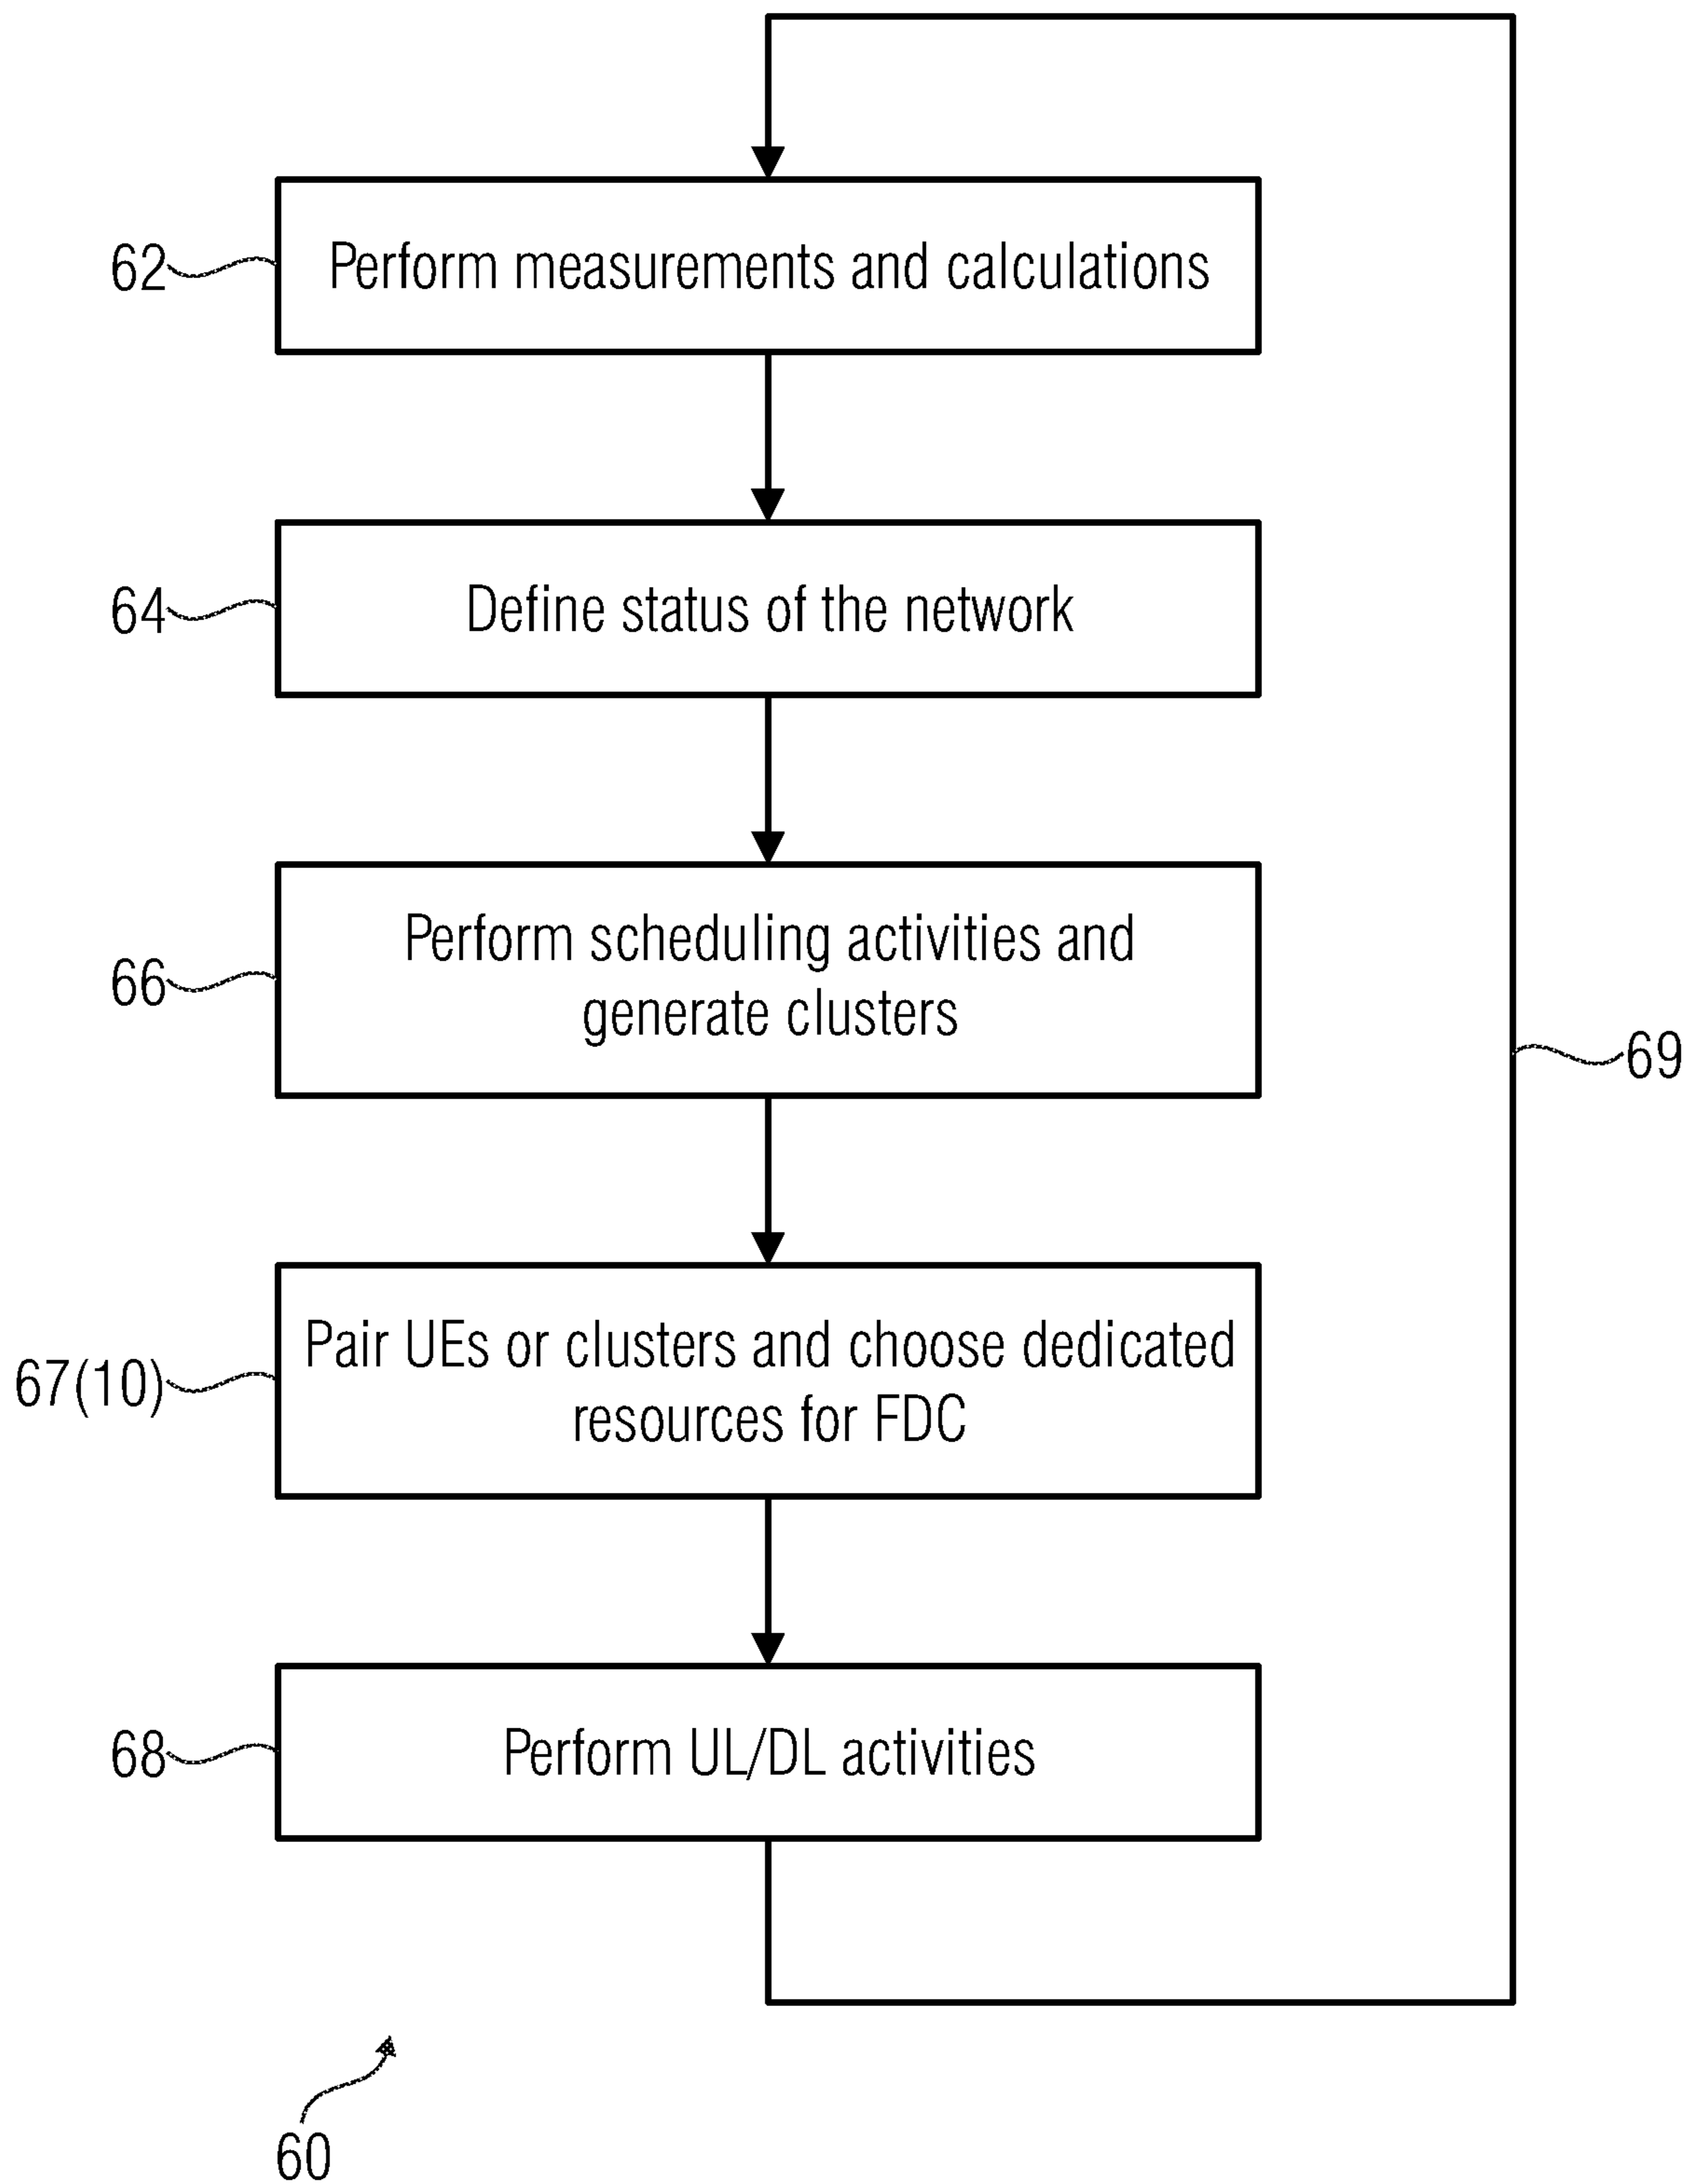 62
Perform measurements and calculations
64
Define status of the network
66
Perform scheduling activities and
generate clusters
69
67(10)
Pair UEs or clusters and choose dedicated
resources for FDC
68
Perform UL/DL activities
60